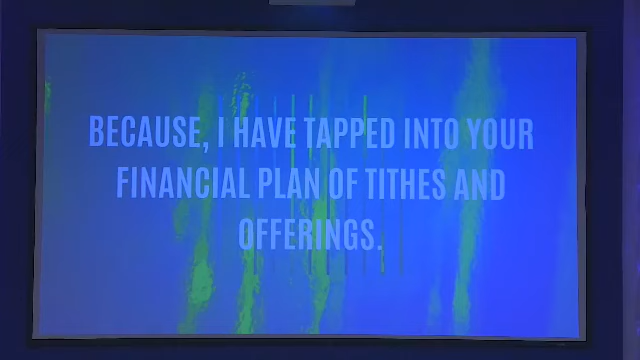 BECAUSE, I HAVE TAPPED INTO YOUR
FINANCIAL PLAN OF TITHES AND
OFFERINGS.